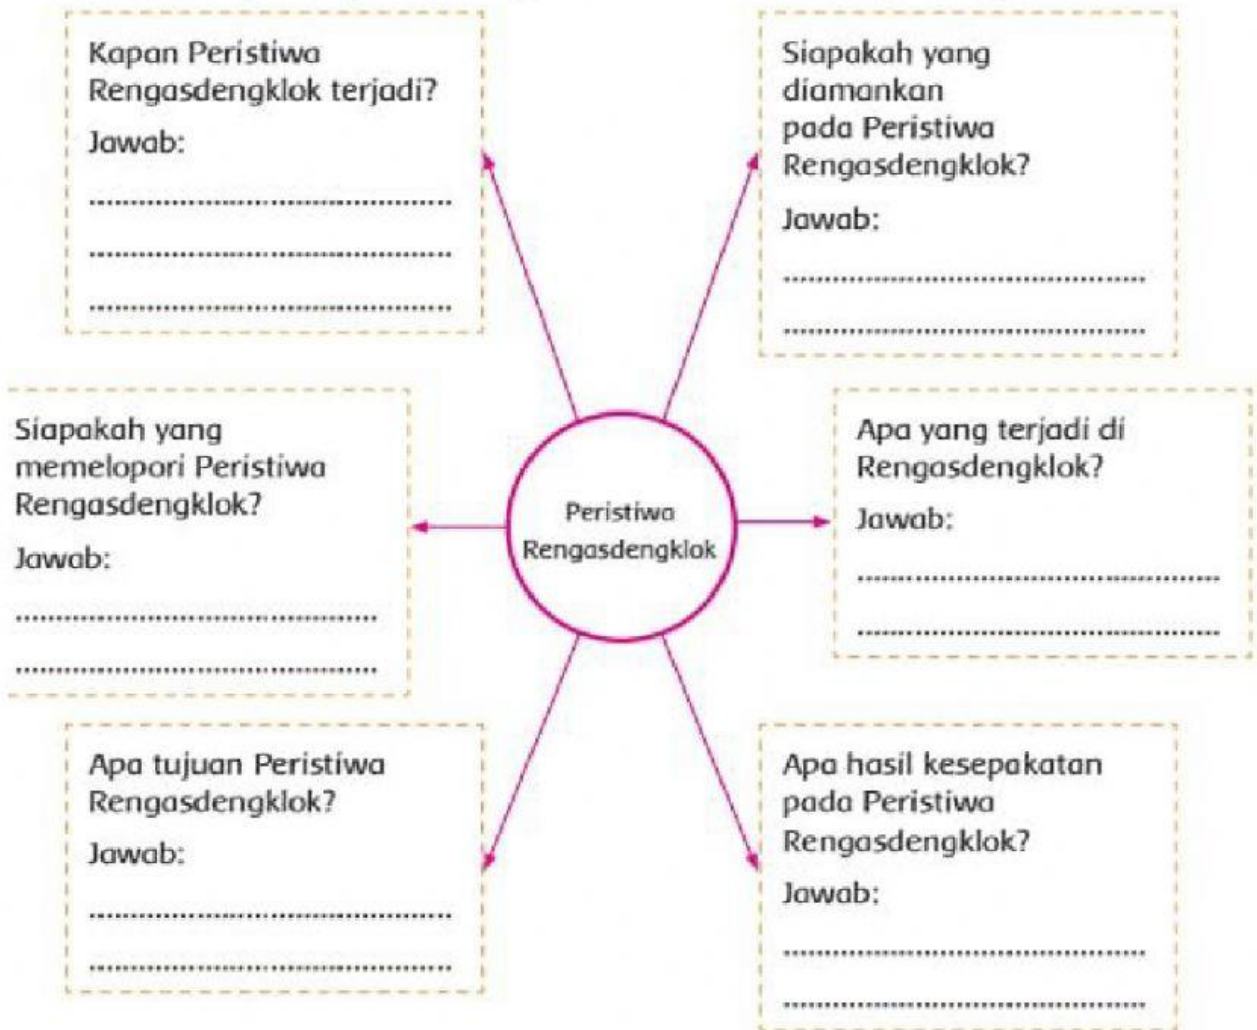 Kapan Peristiwa
Rengasdengklok terjadi?
Jawab:
Siapakah yang
diamankan
pada Peristiwa
Rengasdengklok?
Jawab:
Siapakah yang
memelopori Peristiwa
Rengasdengklok?
Jawab:
Peristiwa
Rengasdengklok
Apa yang terjadi di
Rengasdengklok?
Jawab:
Apa tujuan Peristiwa
Rengasdengklok?
Jawab:
Apa hasil kesepakatan
pada Peristiwa
Rengasdengklok?
Jawab: